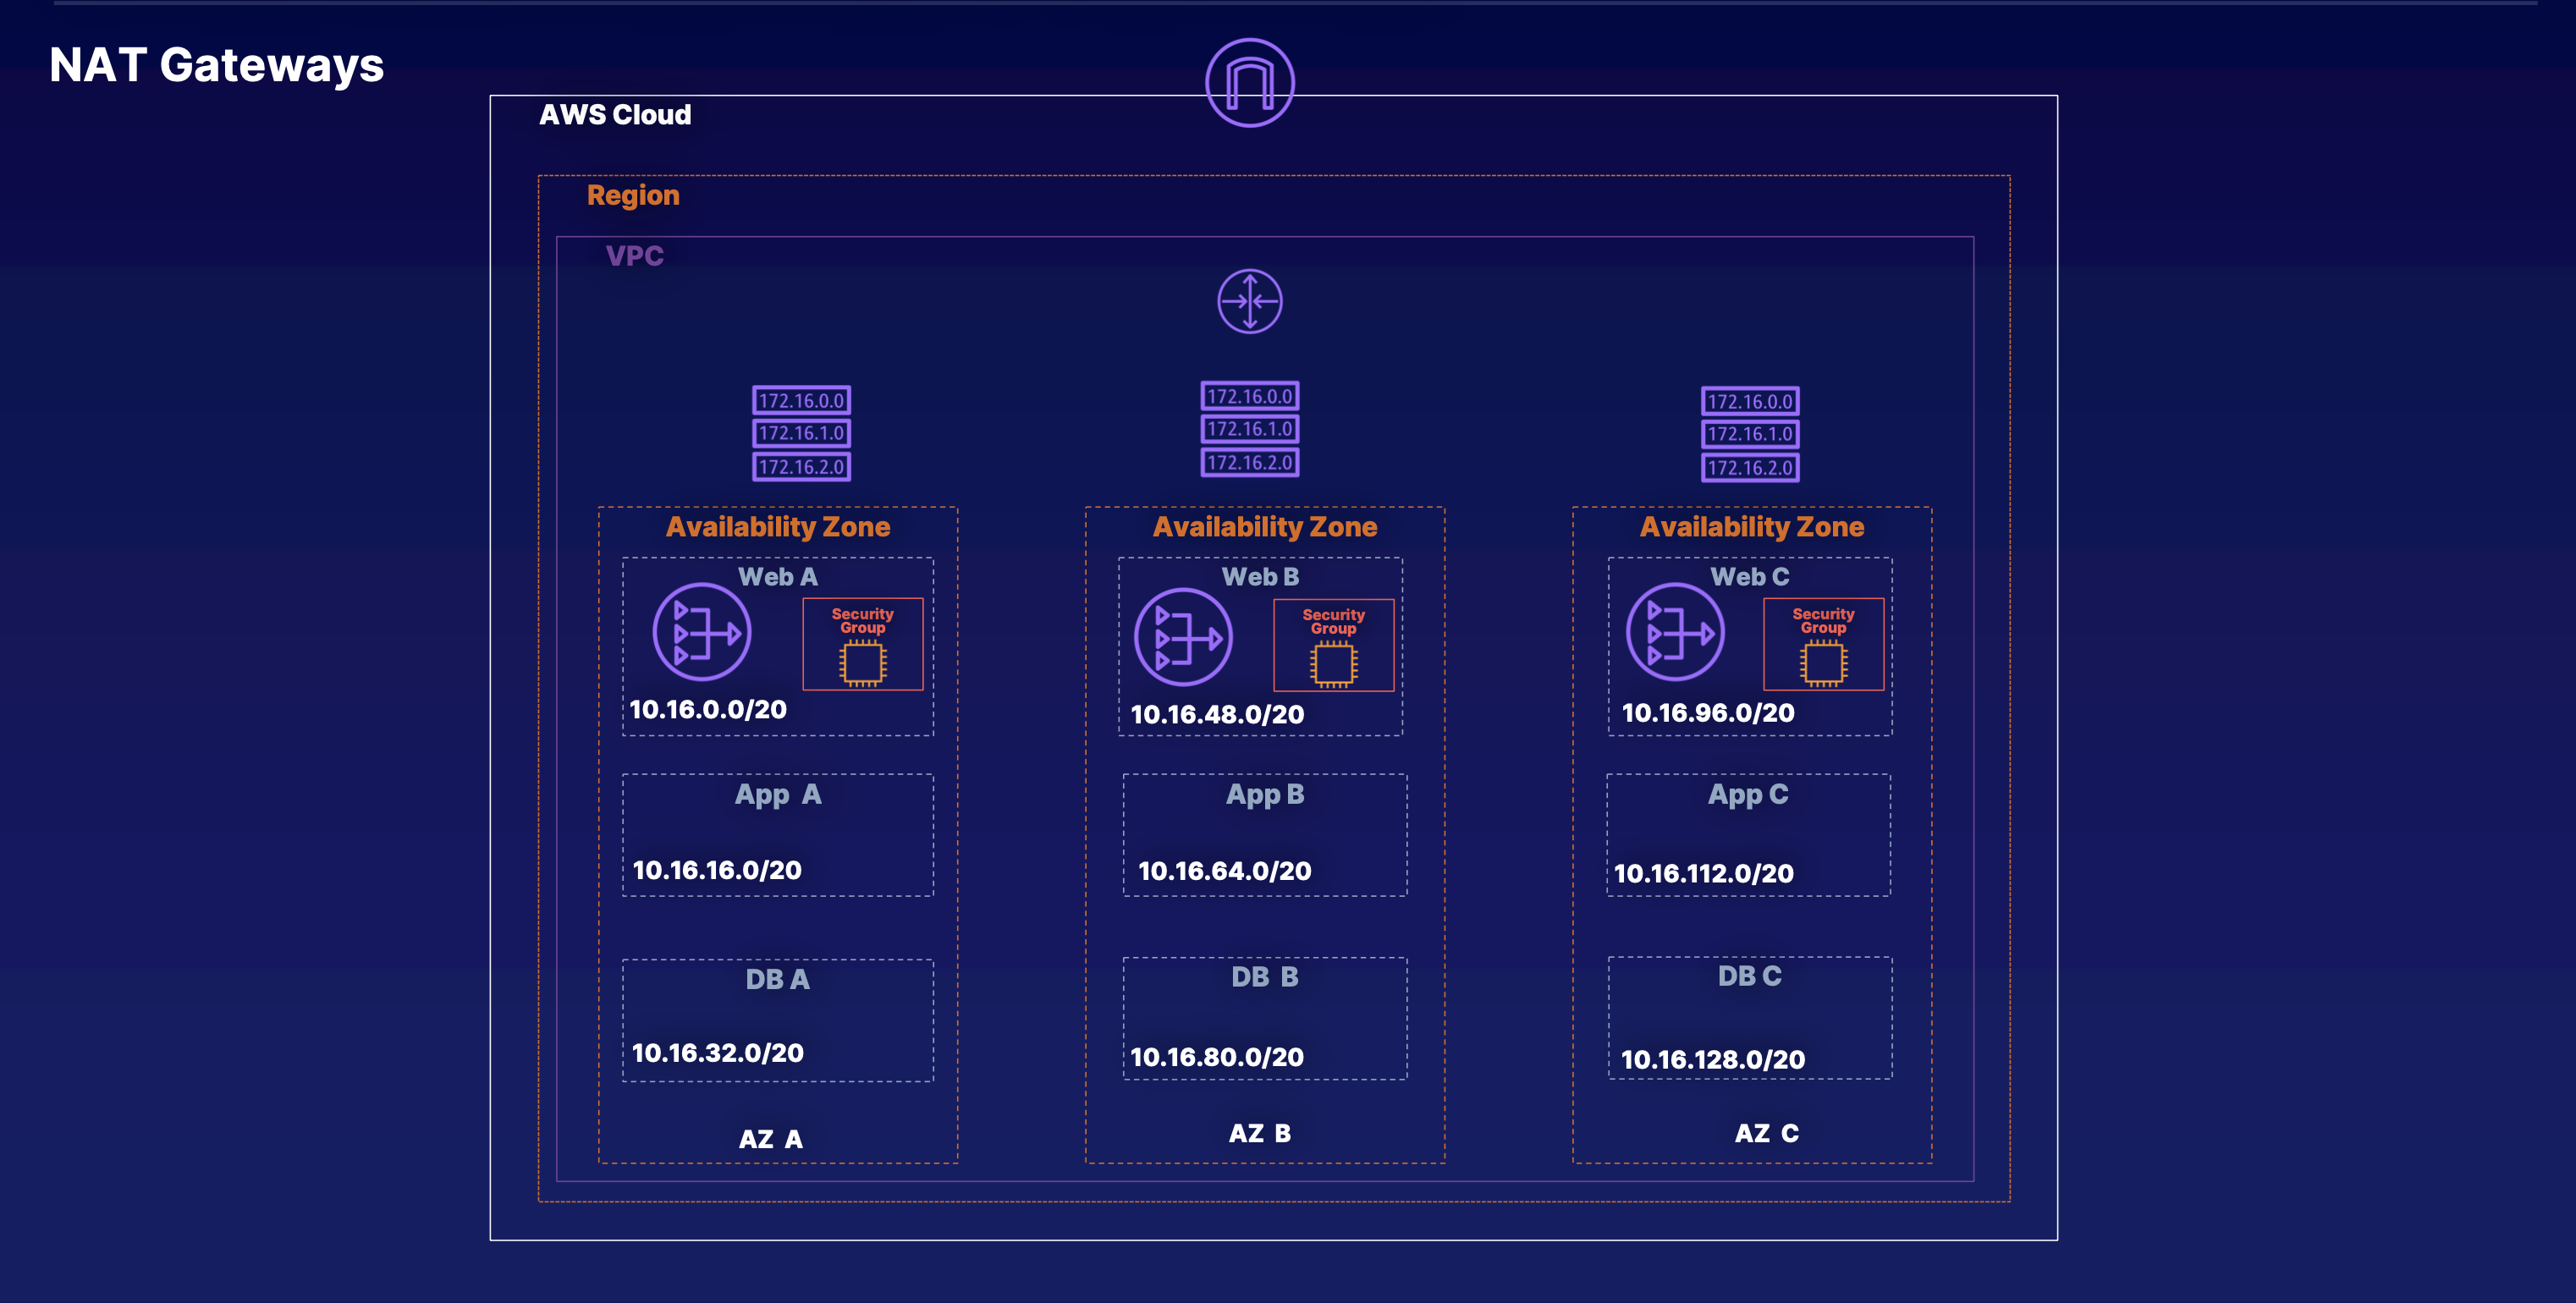 NAT Gateways
AWS Cloud
Region
VPC
172.16.0.0
172.16.1.0
172.16.2.0
172.16.0.0
172.16.1.0
172.16.2.0
172.16.0.0
172.16.1.0
172.16.2.0
Availability Zone
Web A
Security
Group
10.16.0.0/20
App A
10.16.16.0/20
DB A
10.16.32.0/20
AZ A
Availability Zone
Web B
Security
Group
10.16.48.0/20
App B
10.16.64.0/20
DB B
10.16.80.0/20
AZ B
Availability Zone
Web C
Security
Group
10.16.96.0/20
App C
10.16.112.0/20
DB C
10.16.128.0/20
AZ C